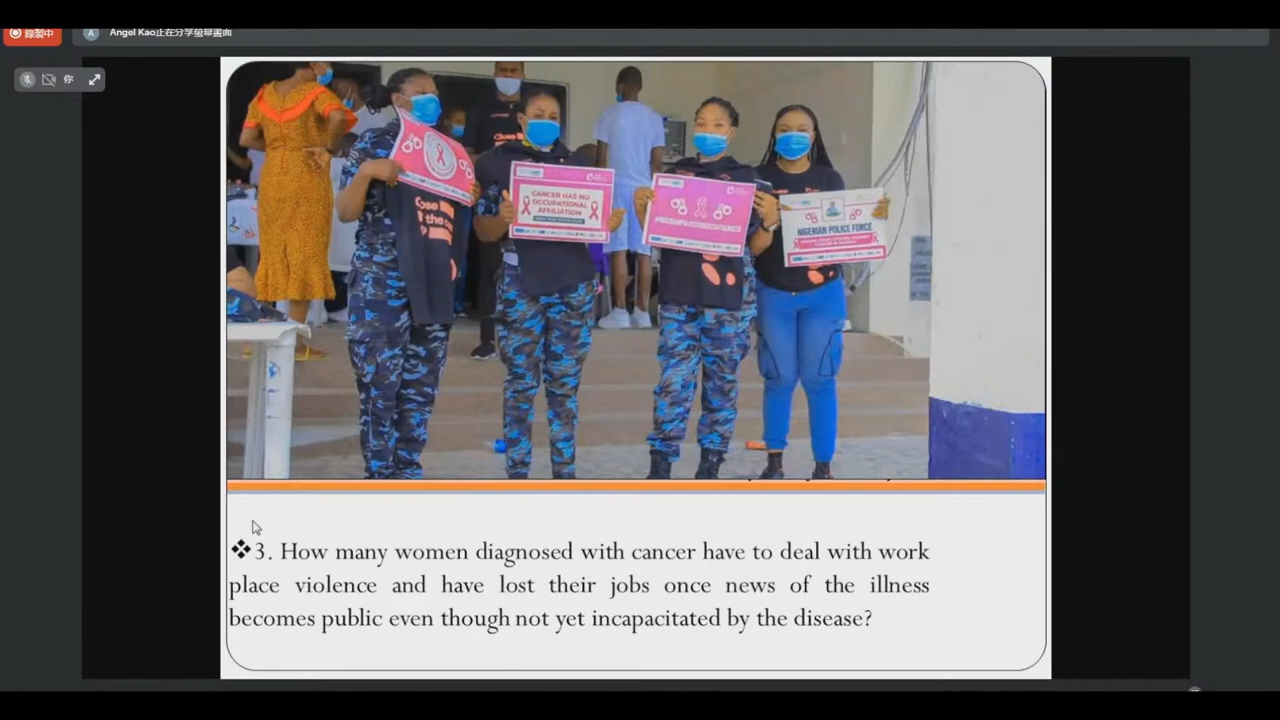 錄製中
A
Angel Kao正在分享螢幕畫面
你
CANCER HAS NO
OCCUPATIONAL
AFFILIATION
NIGERIAN POLICE FORCE
❖3. How many women diagnosed with cancer have to deal with work
place violence and have lost their jobs once news of the illness
becomes public even though not yet incapacitated by the disease?